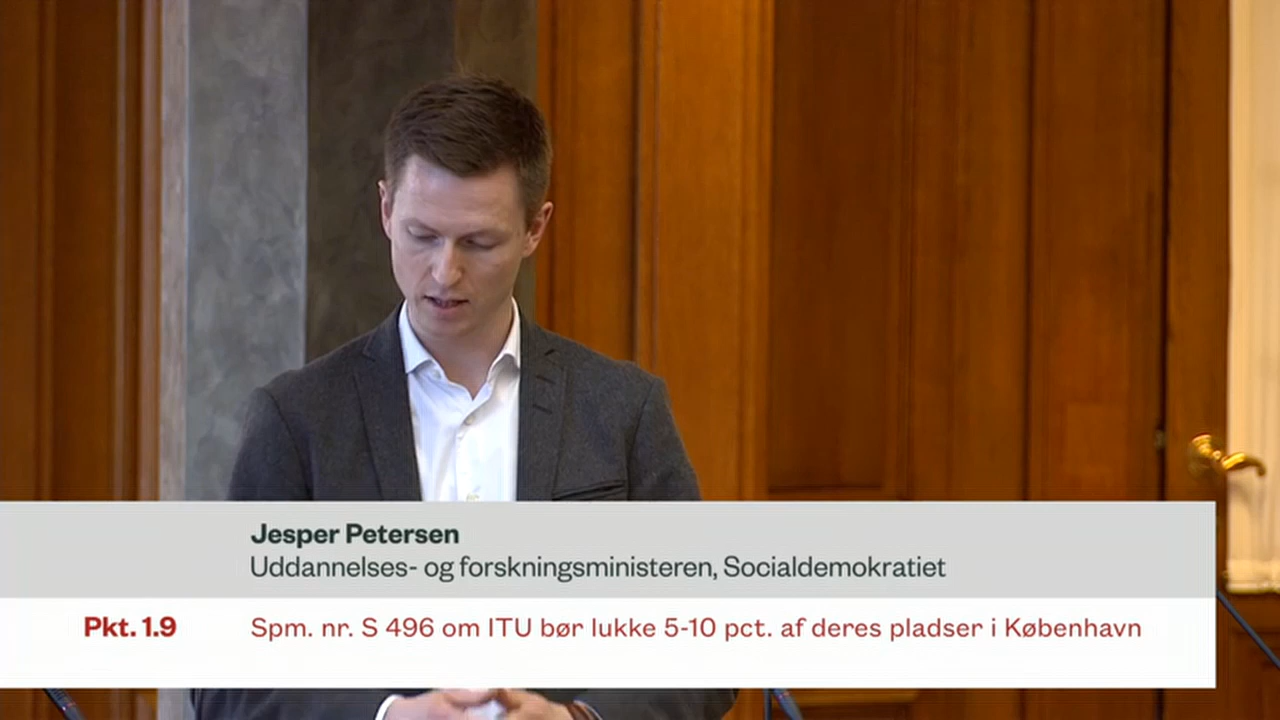 Jesper Petersen
Uddannelses- og forskningsministeren, Socialdemokratiet
Pkt. 1.9 Spm. nr. S 496 om ITU bør lukke 5-10 pct. af deres pladser i København